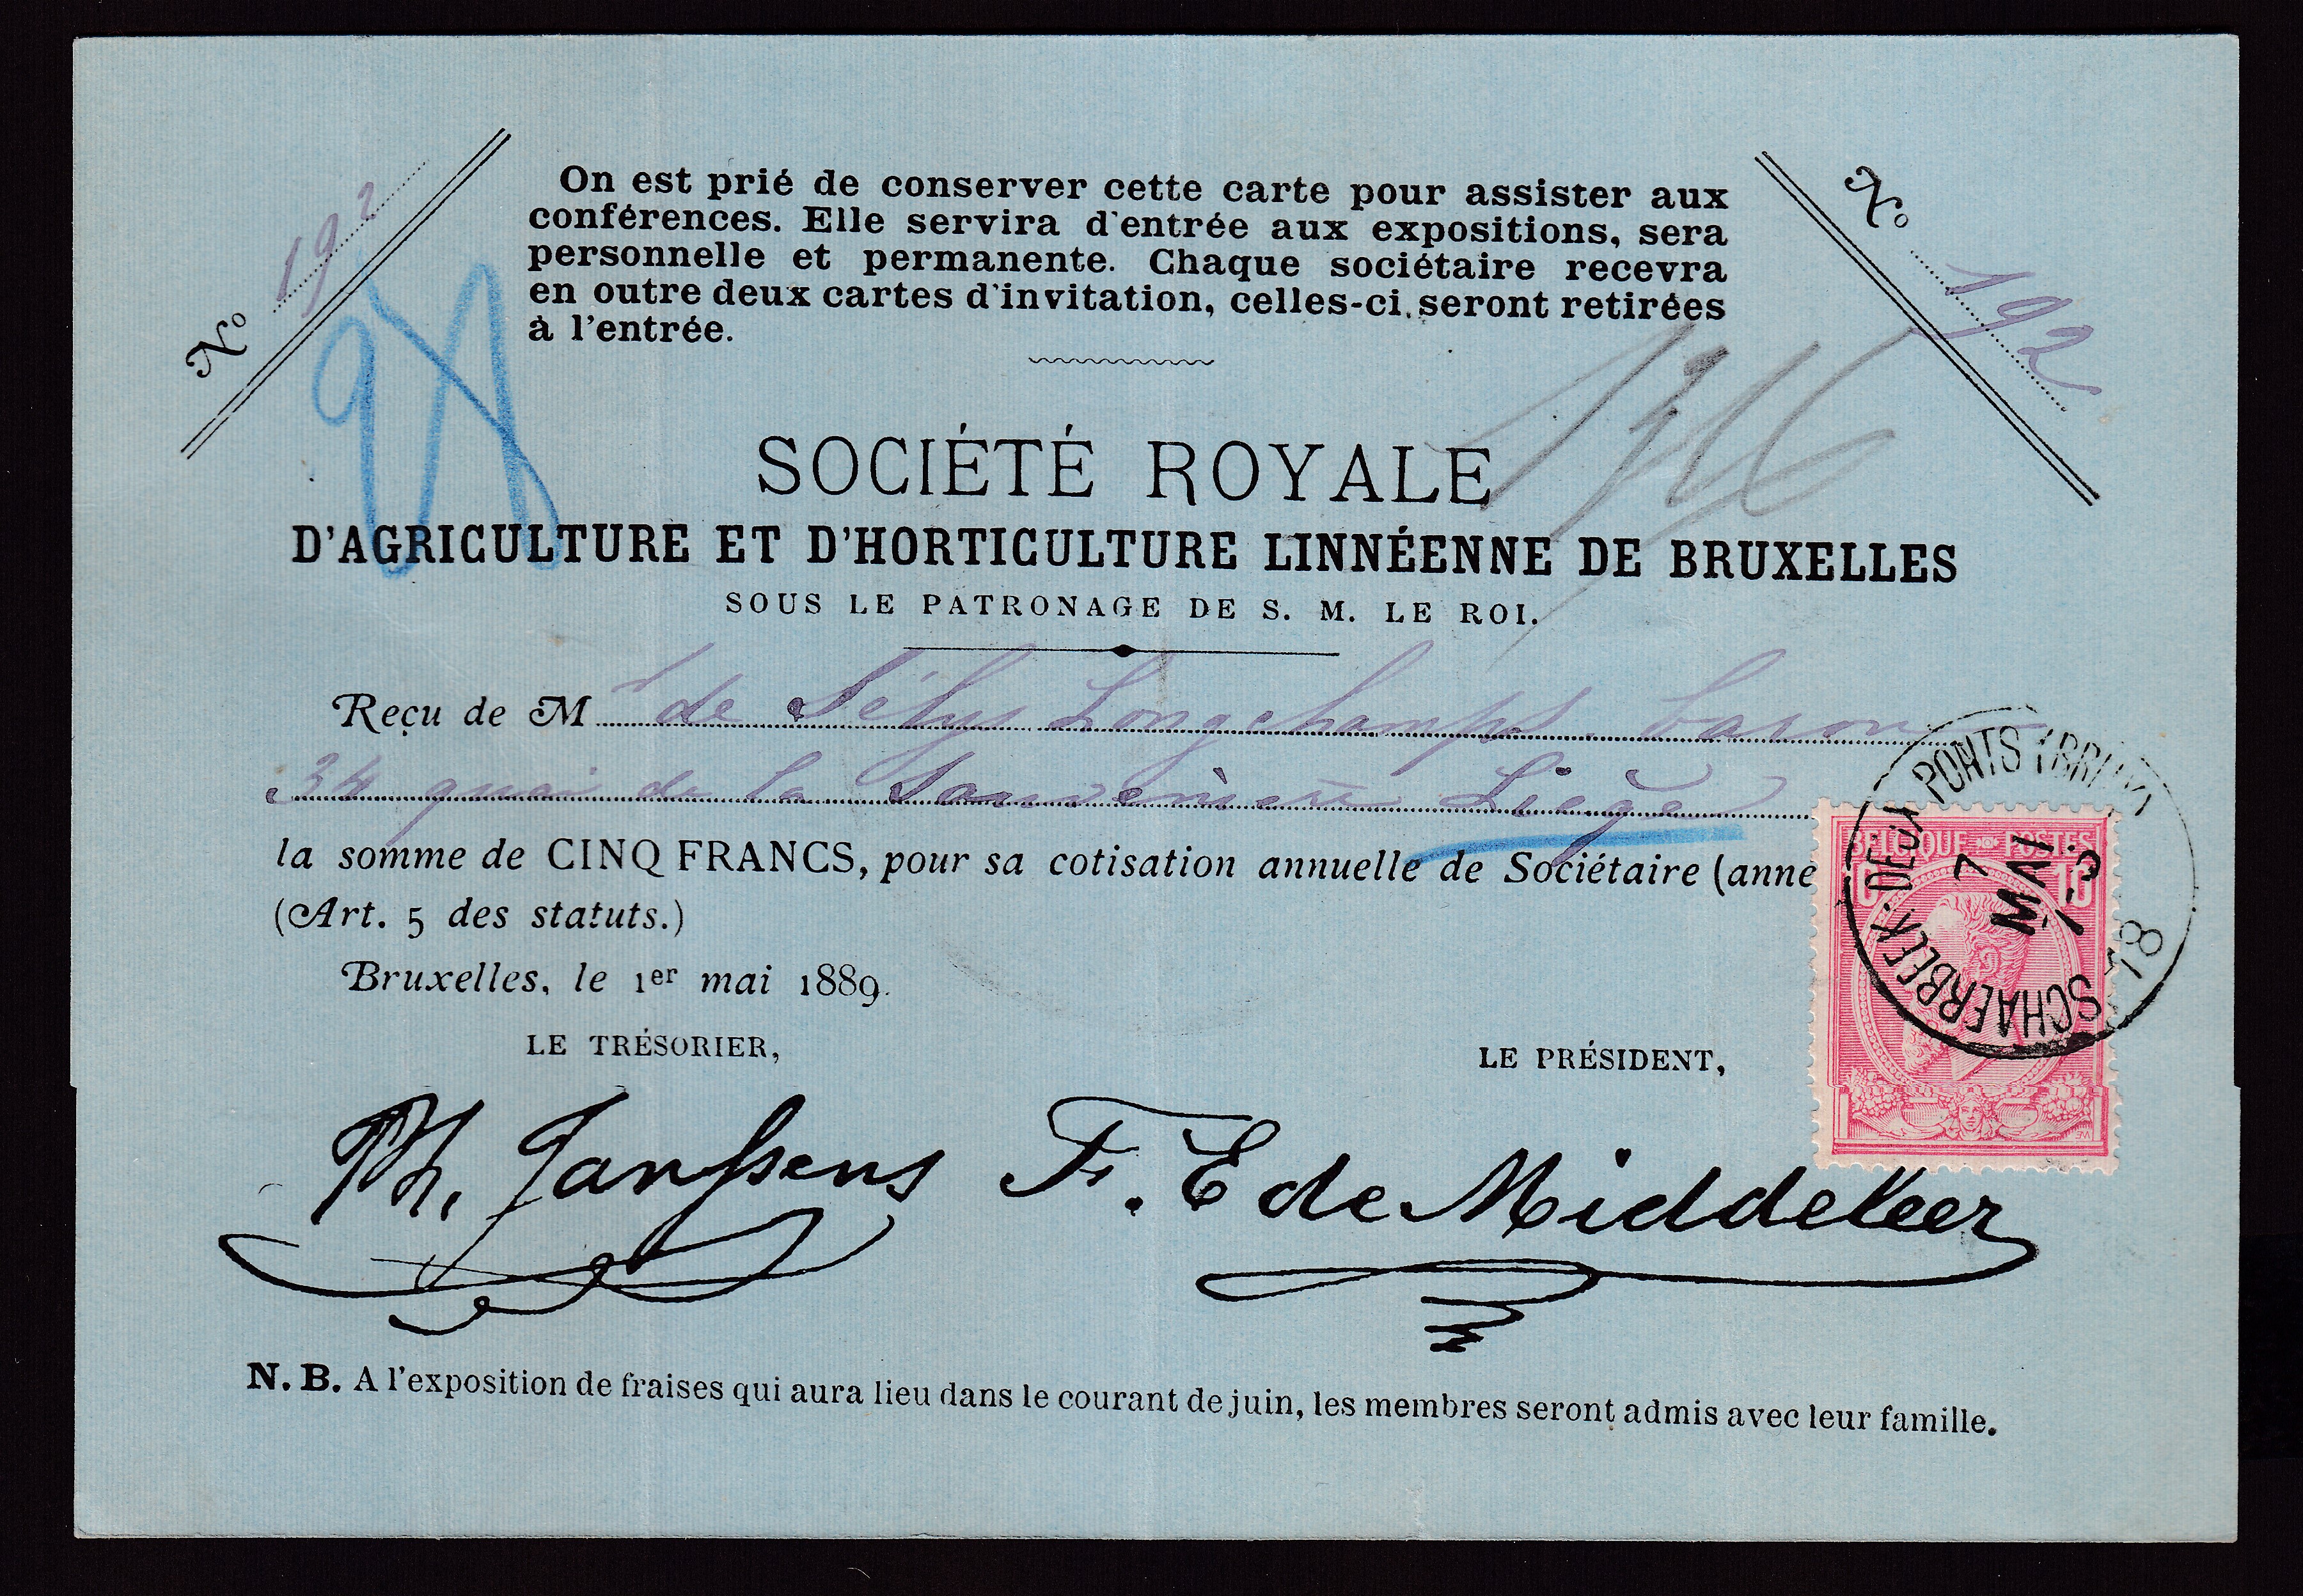 N° 192
On est prié de conserver cette carte pour assister aux
conférences. Elle servira d'entrée aux expositions, sera
personnelle et permanente. Chaque sociétaire recevra
en outre deux cartes d'invitation, celles-ci seront retirées
à l'entrée.
N° 192
SOCIÉTÉ ROYALE
D'AGRICULTURE ET D'HORTICULTURE LINNÉENNE DE BRUXELLES
SOUS LE PATRONAGE DE S. M. LE ROI.
Reçu de Mr de Sélys Longchamps. baron
34 quai de la Sauvenière Liège
la somme de CINQ FRANCS, pour sa cotisation annuelle de Sociétaire (anne
(Art. 5 des statuts.)
Bruxelles, le 1er mai 1889.
BELGIQUE POSTES
10 10
SCHAERBEEK-DEUX PONTS
7 MAI
LE TRÉSORIER,
LE PRÉSIDENT,
Ph. Janssens
F. E de Middeleer
N. B. A l'exposition de fraises qui aura lieu dans le courant de juin, les membres seront admis avec leur famille.